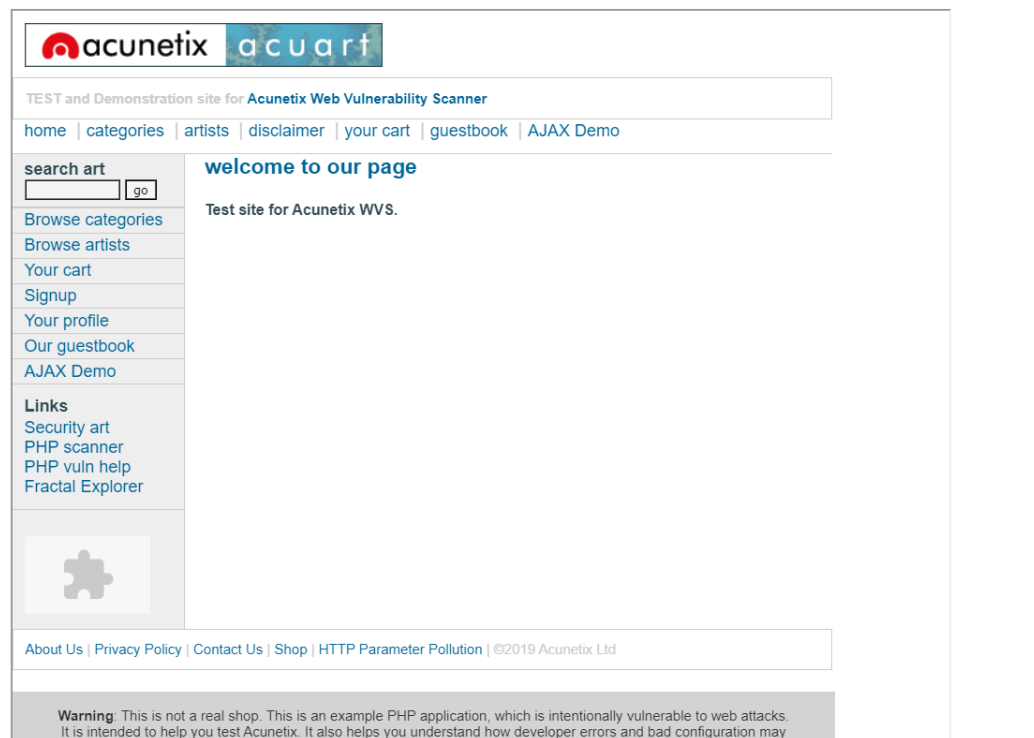 acunetix acuart
TEST and Demonstration site for Acunetix Web Vulnerability Scanner
home | categories | artists | disclaimer | your cart | guestbook | AJAX Demo
search art
go
Browse categories
Browse artists
Your cart
Signup
Your profile
Our guestbook
AJAX Demo
Links
Security art
PHP scanner
PHP vuln help
Fractal Explorer
welcome to our page
Test site for Acunetix WVS.
About Us | Privacy Policy | Contact Us | Shop | HTTP Parameter Pollution | ©2019 Acunetix Ltd
Warning: This is not a real shop. This is an example PHP application, which is intentionally vulnerable to web attacks.
It is intended to help you test Acunetix. It also helps you understand how developer errors and bad configuration may